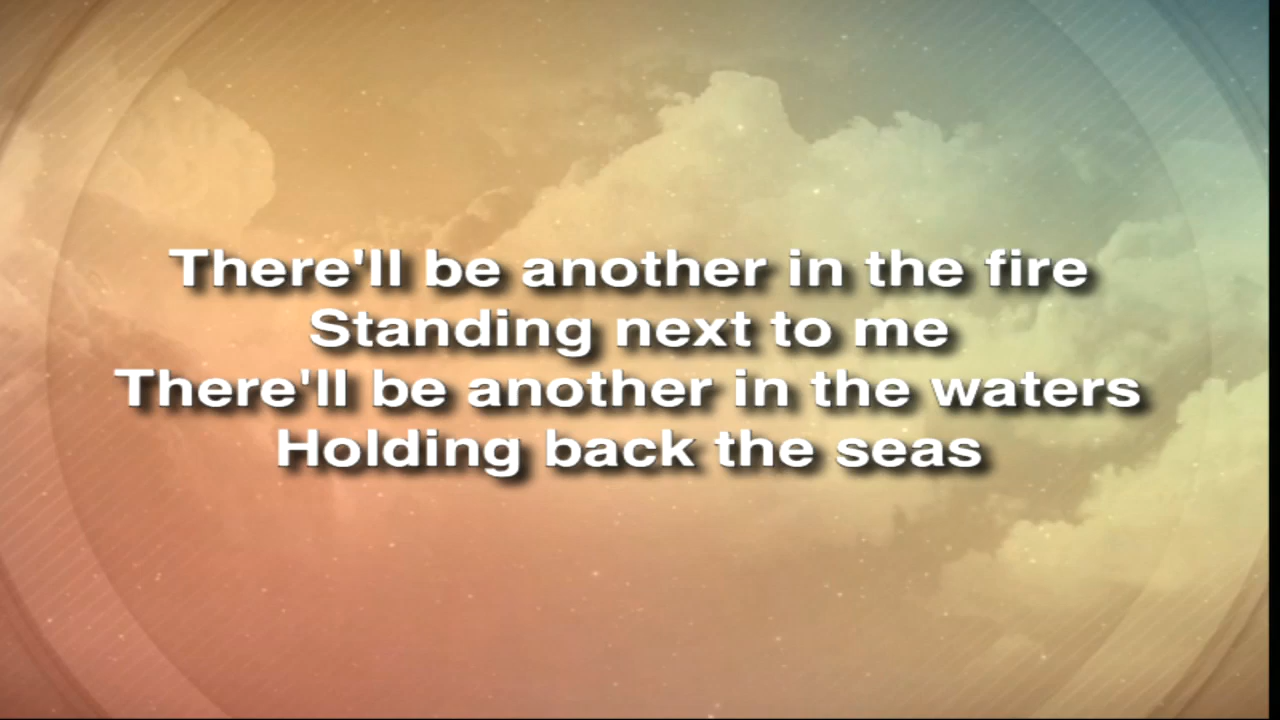 There'll be another in the fire
Standing next to me
There'll be another in the waters
Holding back the seas